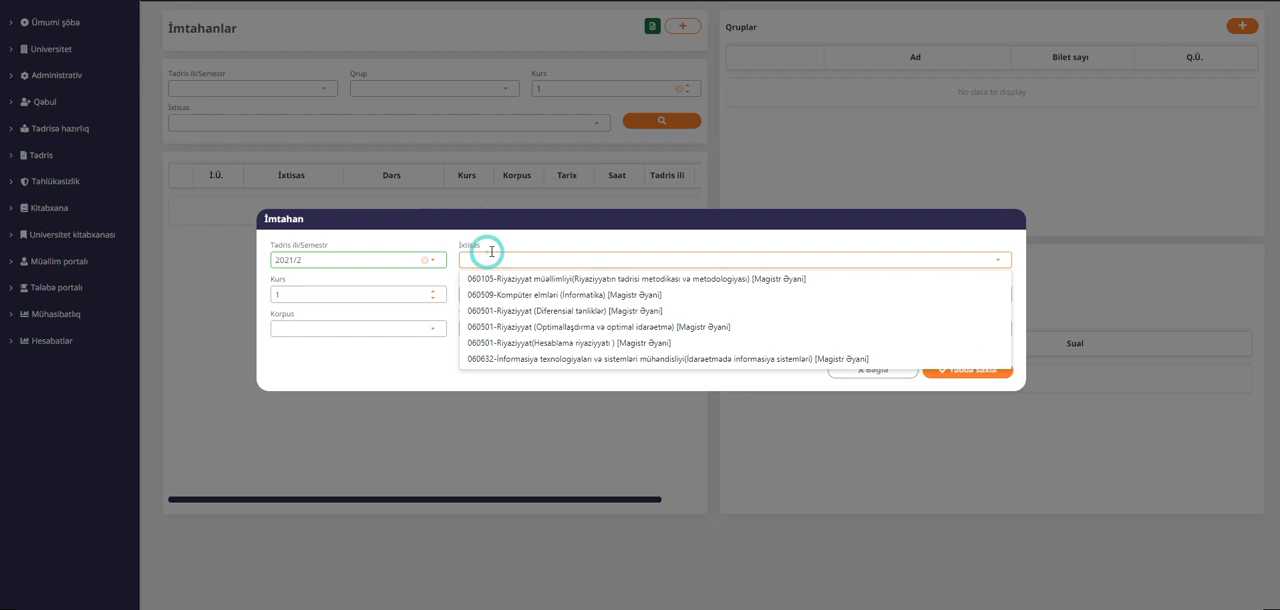 Ümumi şöbə
Universitet
Administrativ
Qəbul
Tədrisə hazırlıq
Tədris
Təhlükəsizlik
Kitabxana
Universitet kitabxanası
Müəllim portalı
Tələbə portalı
Mühasibatlıq
Hesabatlar
İmtahanlar
Tədris ili/Semestr
Qrup
Kurs
1
İxtisas
İ.Ü.
İxtisas
Dərs
Kurs
Korpus
Tarix
Saat
Tədris ili
Qruplar
Ad
Bilet sayı
Q.Ü.
No data to display
Sual
İmtahan
Tədris ili/Semestr
2021/2
İxtisas
Kurs
1
Korpus
060105-Riyaziyyat müəllimliyi(Riyaziyyatın tədrisi metodikası və metodologiyası) [Magistr Əyani]
060509-Kompüter elmləri (İnformatika) [Magistr Əyani]
060501-Riyaziyyat (Diferensial tənliklər) [Magistr Əyani]
060501-Riyaziyyat (Optimallaşdırma və optimal idarəetmə) [Magistr Əyani]
060501-Riyaziyyat(Hesablama riyaziyyatı ) [Magistr Əyani]
060632-İnformasiya texnologiyaları və sistemləri mühəndisliyi(İdarəetmədə informasiya sistemləri) [Magistr Əyani]
X Bağla
Yadda saxla